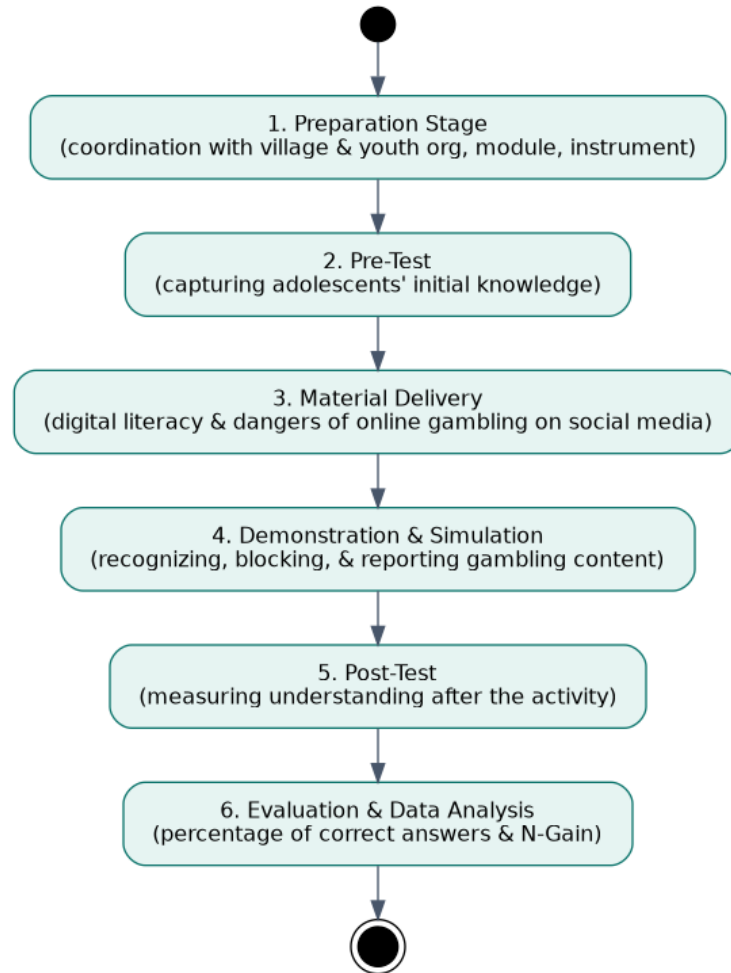 1. Preparation Stage
(coordination with village & youth org, module, instrument)
2. Pre-Test
(capturing adolescents' initial knowledge)
3. Material Delivery
(digital literacy & dangers of online gambling on social media)
4. Demonstration & Simulation
(recognizing, blocking, & reporting gambling content)
5. Post-Test
(measuring understanding after the activity)
6. Evaluation & Data Analysis
(percentage of correct answers & N-Gain)